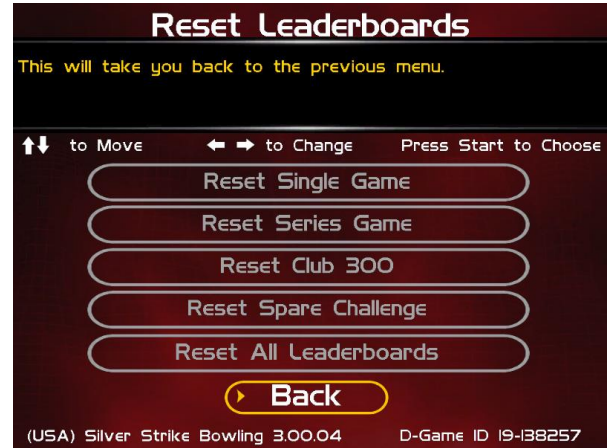 Reset Leaderboards
This will take you back to the previous menu.
to Move to Change Press Start to Choose
Reset Single Game
Reset Series Game
Reset Club 300
Reset Spare Challenge
Reset All Leaderboards
Back
(USA) Silver Strike Bowling 3.00.04 D-Game ID 19-138257